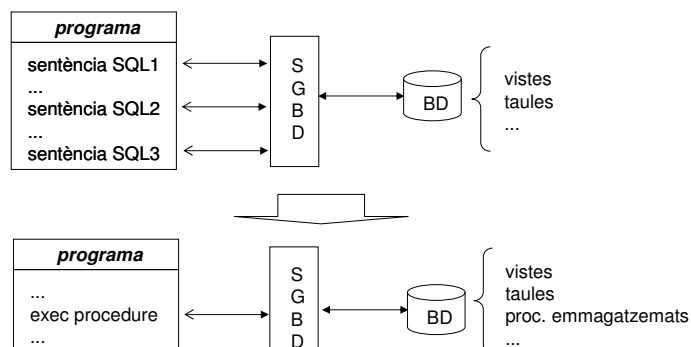 programa
sentència SQL1
...
sentència SQL2
...
sentència SQL3
S
G
B
D
BD
vistes
taules
...
programa
...
exec procedure
...
S
G
B
D
BD
vistes
taules
proc. emmagatzemats
...